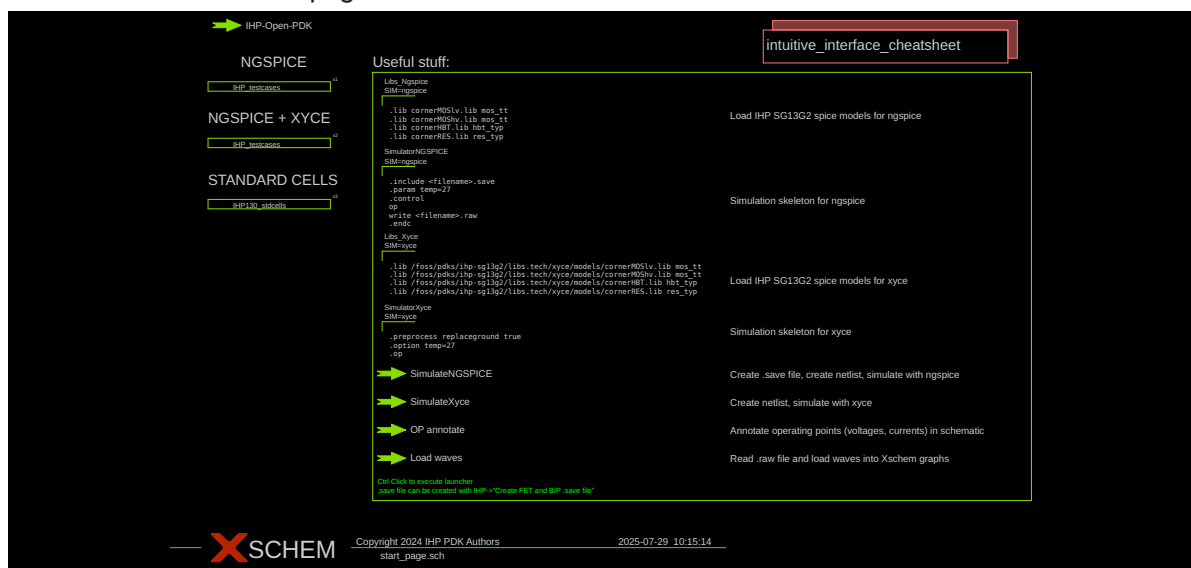 IHP-Open-PDK
intuitive_interface_cheatsheet
NGSPICE
x1
IHP_testcases
NGSPICE + XYCE
x2
IHP_testcases
STANDARD CELLS
x3
IHP130_stdcells
Useful stuff:
Libs_Ngspice
SIM=ngspice
.lib cornerMOSlv.lib mos_tt
.lib cornerMOShv.lib mos_tt
.lib cornerHBT.lib hbt_typ
.lib cornerRES.lib res_typ
Load IHP SG13G2 spice models for ngspice
SimulatorNGSPICE
SIM=ngspice
.include <filename>.save
.param temp=27
.control
op
write <filename>.raw
.endc
Simulation skeleton for ngspice
Libs_Xyce
SIM=xyce
.lib /foss/pdks/ihp-sg13g2/libs.tech/xyce/models/cornerMOSlv.lib mos_tt
.lib /foss/pdks/ihp-sg13g2/libs.tech/xyce/models/cornerMOShv.lib mos_tt
.lib /foss/pdks/ihp-sg13g2/libs.tech/xyce/models/cornerHBT.lib hbt_typ
.lib /foss/pdks/ihp-sg13g2/libs.tech/xyce/models/cornerRES.lib res_typ
Load IHP SG13G2 spice models for xyce
SimulatorXyce
SIM=xyce
.preprocess replaceground true
.option temp=27
.op
Simulation skeleton for xyce
SimulateNGSPICE
Create .save file, create netlist, simulate with ngspice
SimulateXyce
Create netlist, simulate with xyce
OP annotate
Annotate operating points (voltages, currents) in schematic
Load waves
Read .raw file and load waves into Xschem graphs
Ctrl-Click to execute launcher
.save file can be created with IHP->"Create FET and BIP .save file"
XSCHEM
Copyright 2024 IHP PDK Authors
2025-07-29 10:15:14
start_page.sch